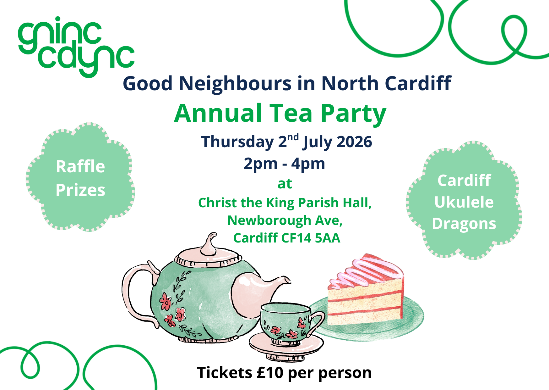 gninc
cdync
Good Neighbours in North Cardiff
Annual Tea Party
Thursday 2nd July 2026
2pm - 4pm
at
Christ the King Parish Hall,
Newborough Ave,
Cardiff CF14 5AA
Raffle
Prizes
Cardiff
Ukulele
Dragons
Tickets £10 per person